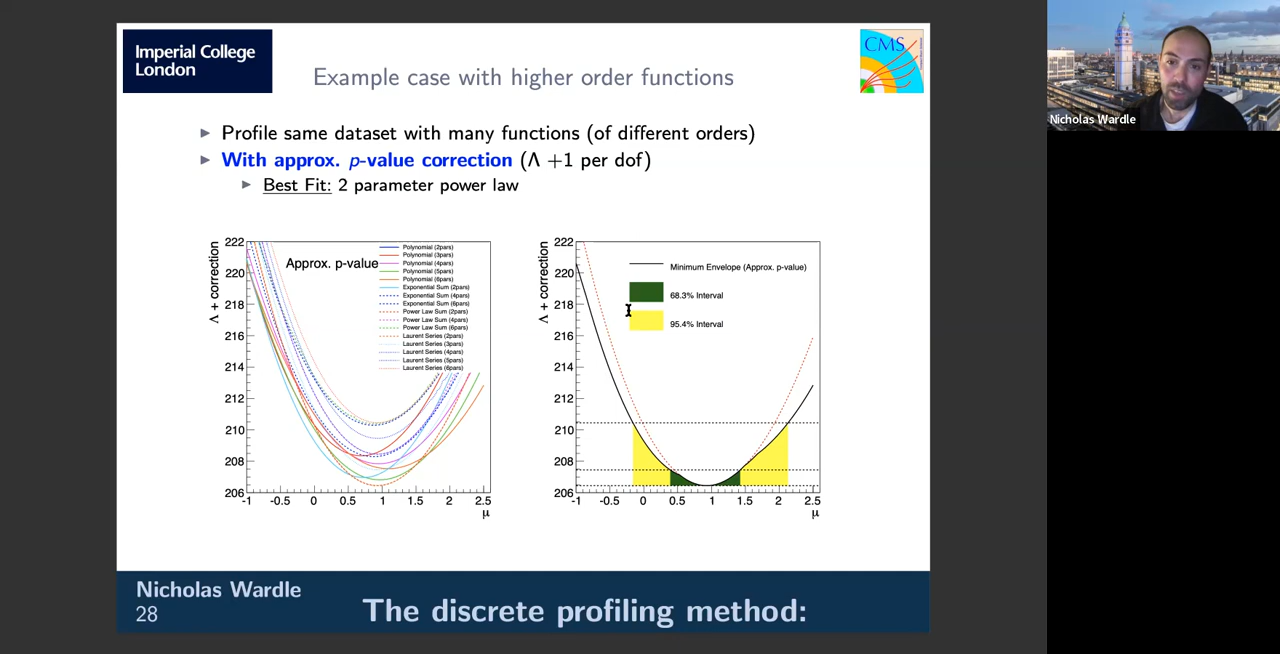 Imperial College
London
Example case with higher order functions
CMS
▶ Profile same dataset with many functions (of different orders)
▶ With approx. p-value correction (Λ +1 per dof)
▶ Best Fit: 2 parameter power law
Λ + correction
222
220
218
216
214
212
210
208
206
-1 -0.5 0 0.5 1 1.5 2 2.5
μ
Approx. p-value
Polynomial (2pars)
Polynomial (3pars)
Polynomial (4pars)
Polynomial (5pars)
Polynomial (6pars)
Exponential Sum (2pars)
Exponential Sum (4pars)
Exponential Sum (6pars)
Power Law Sum (2pars)
Power Law Sum (4pars)
Power Law Sum (6pars)
Laurent Series (2pars)
Laurent Series (3pars)
Laurent Series (4pars)
Laurent Series (5pars)
Laurent Series (6pars)
Λ + correction
222
220
218
216
214
212
210
208
206
-1 -0.5 0 0.5 1 1.5 2 2.5
μ
Minimum Envelope (Approx. p-value)
68.3% Interval
95.4% Interval
Nicholas Wardle
28
The discrete profiling method:
Nicholas Wardle